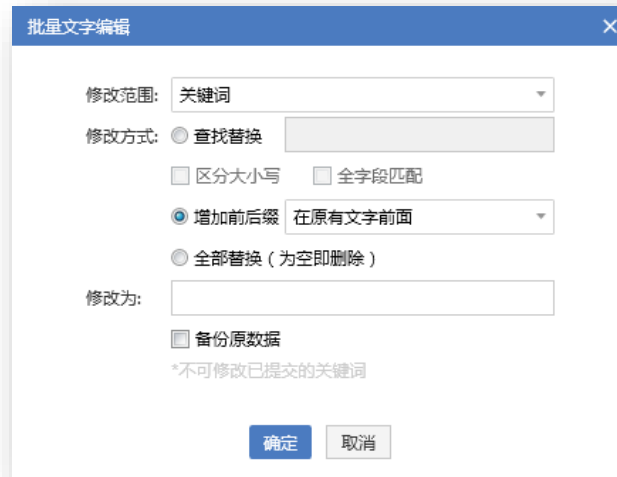 批量文字编辑
修改范围: 关键词
修改方式: 查找替换
区分大小写 全字段匹配
增加前后缀 在原有文字前面
全部替换(为空即删除)
修改为:
备份原数据
*不可修改已提交的关键词
确定 取消